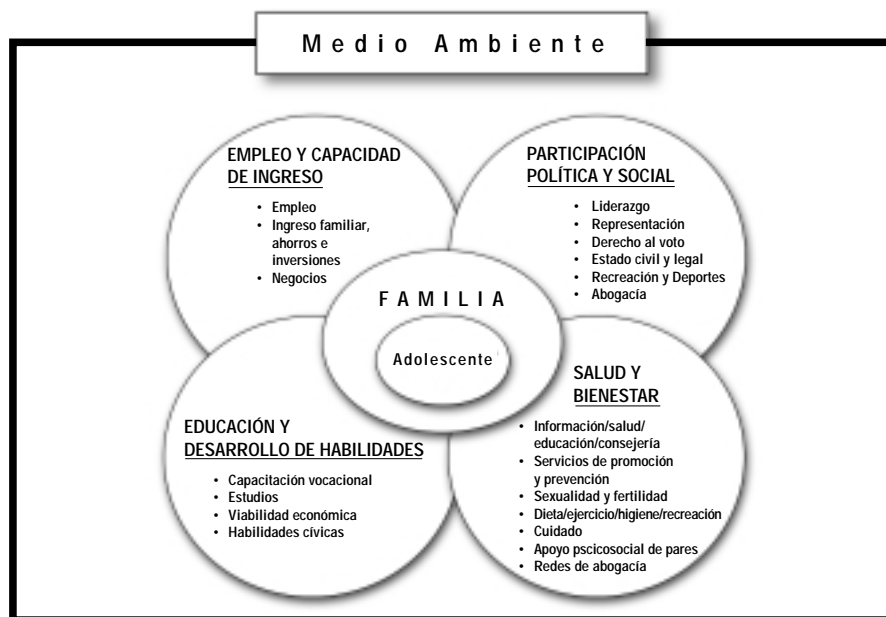 Medio Ambiente
EMPLEO Y CAPACIDAD
DE INGRESO
• Empleo
• Ingreso familiar,
ahorros e
inversiones
• Negocios
PARTICIPACIÓN
POLÍTICA Y SOCIAL
• Liderazgo
• Representación
• Derecho al voto
• Estado civil y legal
• Recreación y Deportes
• Abogacía
FAMILIA
Adolescente
EDUCACIÓN Y
DESARROLLO DE HABILIDADES
• Capacitación vocacional
• Estudios
• Viabilidad económica
• Habilidades cívicas
SALUD Y
BIENESTAR
• Información/salud/
educación/consejería
• Servicios de promoción
y prevención
• Sexualidad y fertilidad
• Dieta/ejercicio/higiene/recreación
• Cuidado
• Apoyo pscicosocial de pares
• Redes de abogacía